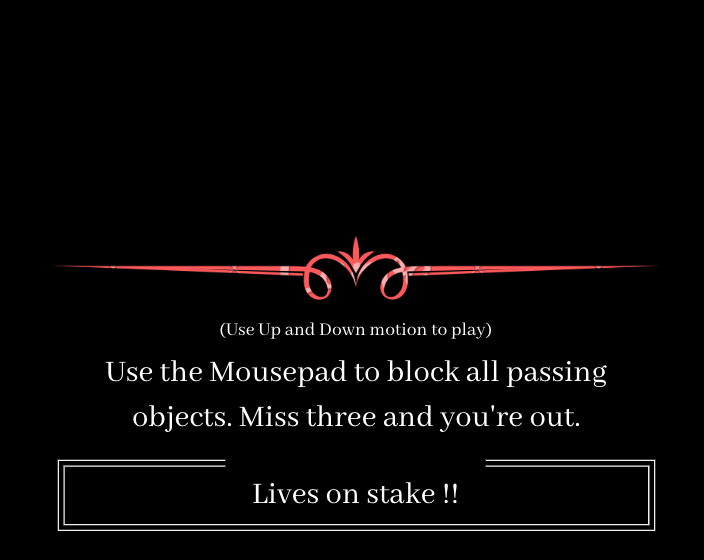 (Use Up and Down motion to play)
Use the Mousepad to block all passing
objects. Miss three and you're out.
Lives on stake !!